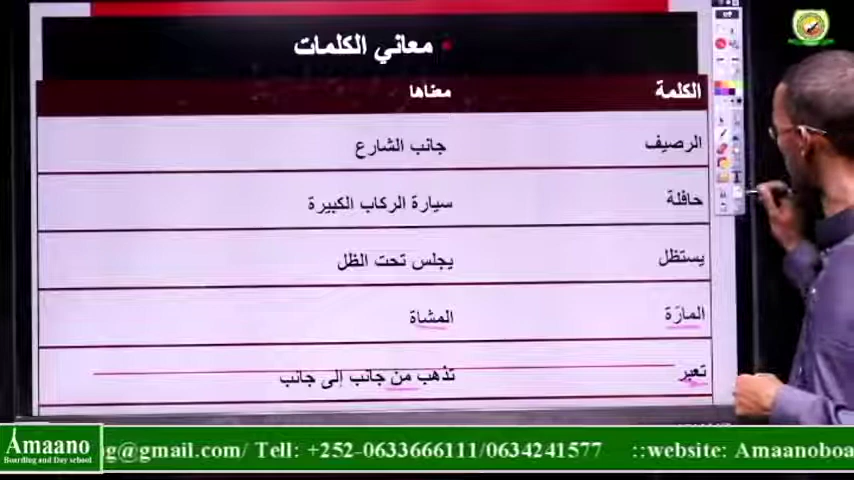 معاني الكلمات
الكلمة معناها
الرصيف جانب الشارع
حافلة سيارة الركاب الكبيرة
يستظل يجلس تحت الظل
المارّة المشاة
تعبر تذهب من جانب إلى جانب
Amaano
Boarding and Day school
g@gmail.com/ Tell: +252-0633666111/0634241577 ::website: Amaanoboa